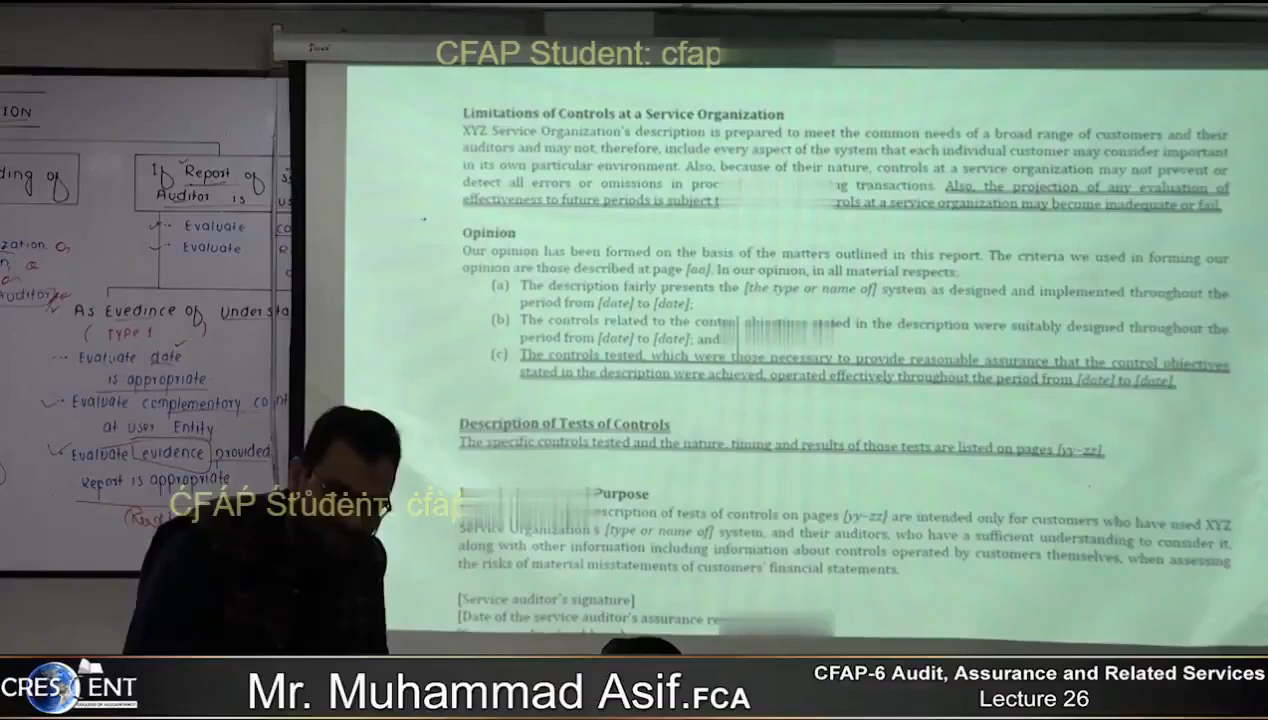 CFAP Student: cfap
ION
ding of
If Report of
Auditor is
Evaluate
Evaluate
As Evedence of Understa
(Type 1)
Evaluate date
is appropriate
Evaluate complementary co
at user Entity
Evaluate evidence provided
Report is appropriate
Limitations of Controls at a Service Organization
XYZ Service Organization's description is prepared to meet the common needs of a broad range of customers and their
auditors and may not, therefore, include every aspect of the system that each individual customer may consider important
in its own particular environment. Also, because of their nature, controls at a service organization may not prevent or
detect all errors or omissions in proc ig transactions. Also, the projection of any evaluation of
effectiveness to future periods is subject t rols at a service organization may become inadequate or fail.
Opinion
Our opinion has been formed on the basis of the matters outlined in this report. The criteria we used in forming our
opinion are those described at page [aa]. In our opinion, in all material respects:
(a) The description fairly presents the [the type or name of] system as designed and implemented throughout the
period from [date] to [date];
(b) The controls related to the cont ed in the description were suitably designed throughout the
period from [date] to [date]; and
(c) The controls tested, which were those necessary to provide reasonable assurance that the control objectives
stated in the description were achieved, operated effectively throughout the period from [date] to [date].
Description of Tests of Controls
The specific controls tested and the nature, timing and results of those tests are listed on pages [yy–zz].
Purpose
scription of tests of controls on pages [yy–zz] are intended only for customers who have used XYZ
Service Organization's [type or name of] system, and their auditors, who have a sufficient understanding to consider it,
along with other information including information about controls operated by customers themselves, when assessing
the risks of material misstatements of customers' financial statements.
[Service auditor's signature]
[Date of the service auditor's assurance re
CFAP Student: cfap
CRESCENT
COLLEGE OF ACCOUNTANCY
Mr. Muhammad Asif.FCA
CFAP-6 Audit, Assurance and Related Services
Lecture 26